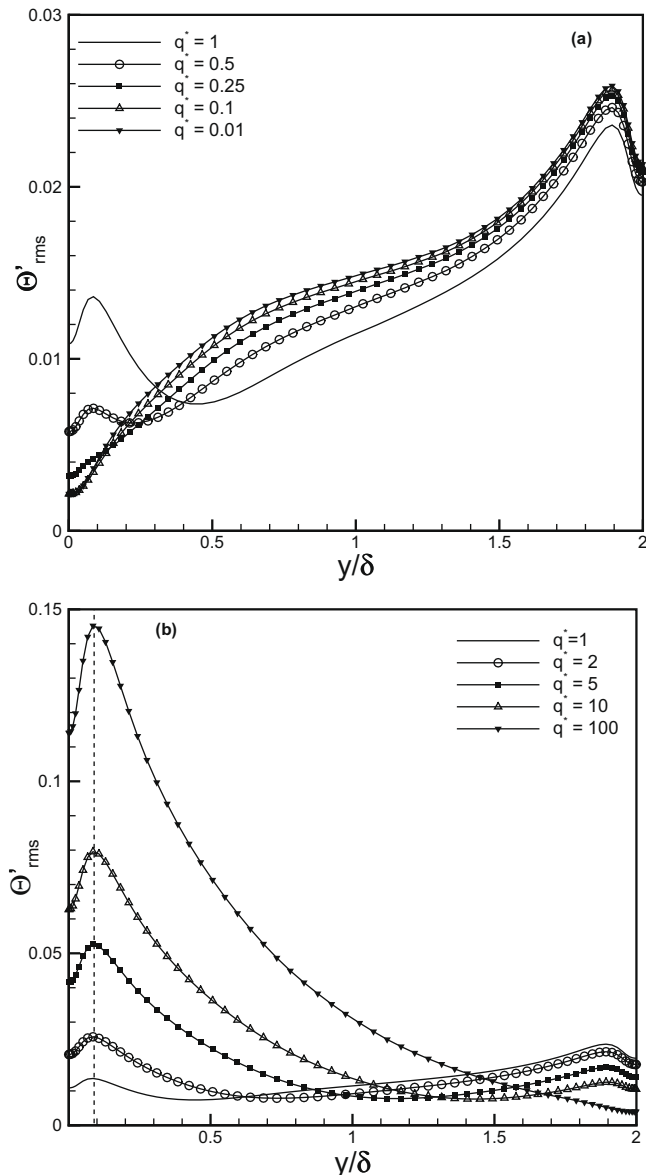 0.03
(a)
q* = 1
q* = 0.5
q* = 0.25
q* = 0.1
q* = 0.01
0.02
Θ'rms
0.01
0
0 0.5 1 1.5 2
y/δ
0.15
(b)
q*=1
q* = 2
q* = 5
q* = 10
q* = 100
0.1
Θ'rms
0.05
0
0.5 1 1.5 2
y/δ